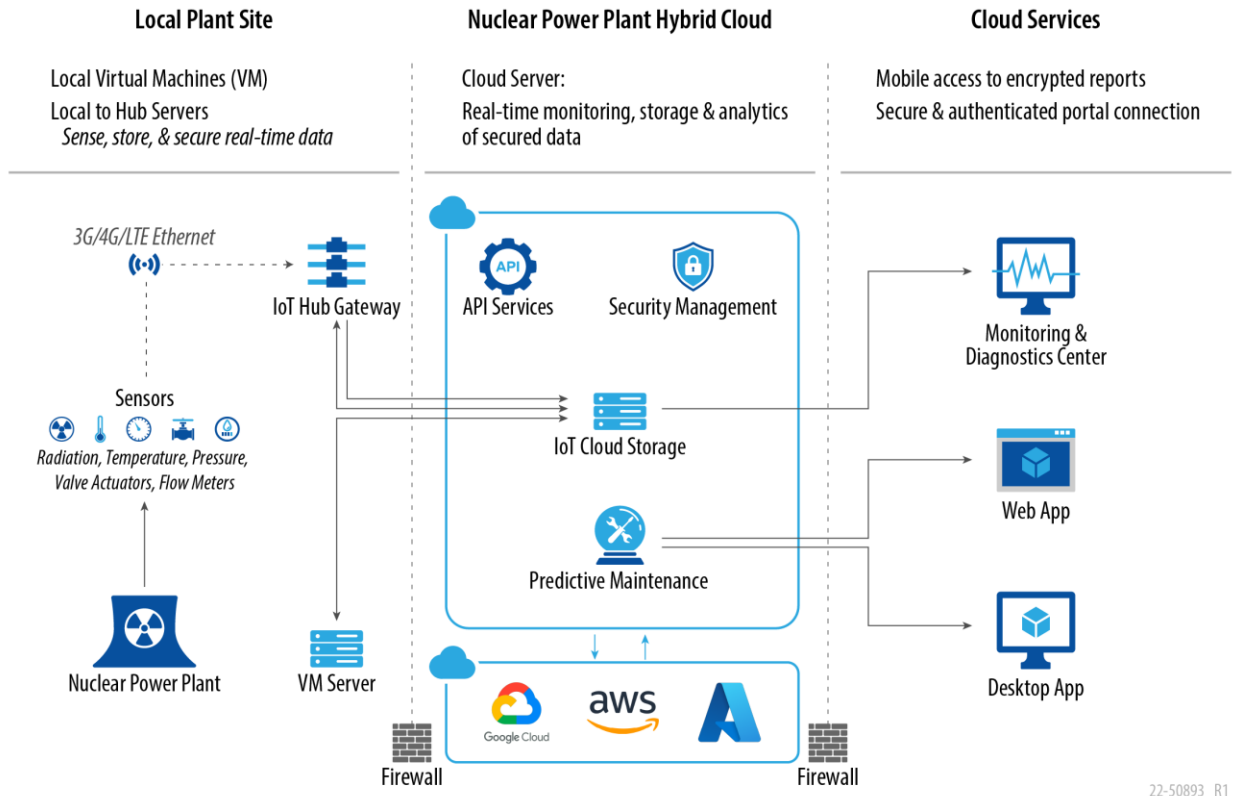 Local Plant Site
Local Virtual Machines (VM)
Local to Hub Servers
Sense, store, & secure real-time data
Nuclear Power Plant Hybrid Cloud
Cloud Server:
Real-time monitoring, storage & analytics
of secured data
Cloud Services
Mobile access to encrypted reports
Secure & authenticated portal connection
3G/4G/LTE Ethernet
IoT Hub Gateway
Sensors
Radiation, Temperature, Pressure,
Valve Actuators, Flow Meters
Nuclear Power Plant
VM Server
Firewall
API
API Services
Security Management
IoT Cloud Storage
Predictive Maintenance
Google Cloud
aws
Firewall
Monitoring &
Diagnostics Center
Web App
Desktop App
22-50893 R1